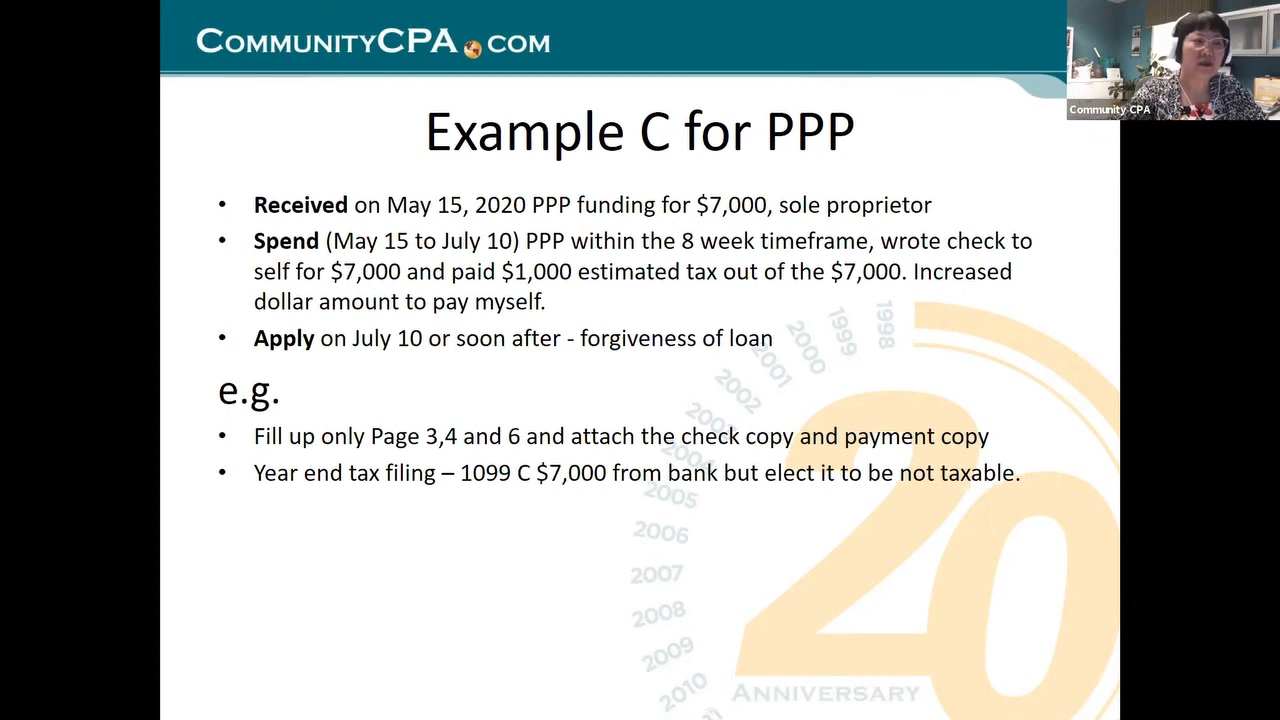 COMMUNITYCPA.COM
Community CPA
Example C for PPP
• Received on May 15, 2020 PPP funding for $7,000, sole proprietor
• Spend (May 15 to July 10) PPP within the 8 week timeframe, wrote check to
self for $7,000 and paid $1,000 estimated tax out of the $7,000. Increased
dollar amount to pay myself.
• Apply on July 10 or soon after - forgiveness of loan
e.g.
• Fill up only Page 3,4 and 6 and attach the check copy and payment copy
• Year end tax filing – 1099 C $7,000 from bank but elect it to be not taxable.
1998
1999
2000
2001
2002
2004
2005
2006
2007
2008
2009
2010
20
ANNIVERSARY